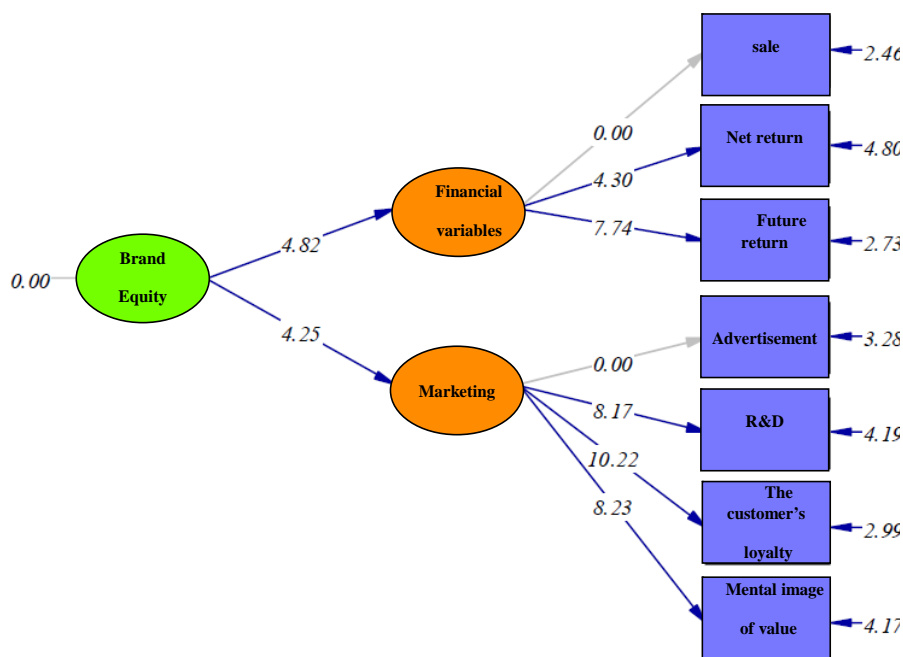 sale
2.46
0.00
Net return
4.80
4.30
Financial
variables
7.74
Future
return
2.73
4.82
Brand
Equity
0.00
4.25
Advertisement
3.28
0.00
Marketing
8.17
R&D
4.19
10.22
The
customer's
loyalty
2.99
8.23
Mental image
of value
4.17